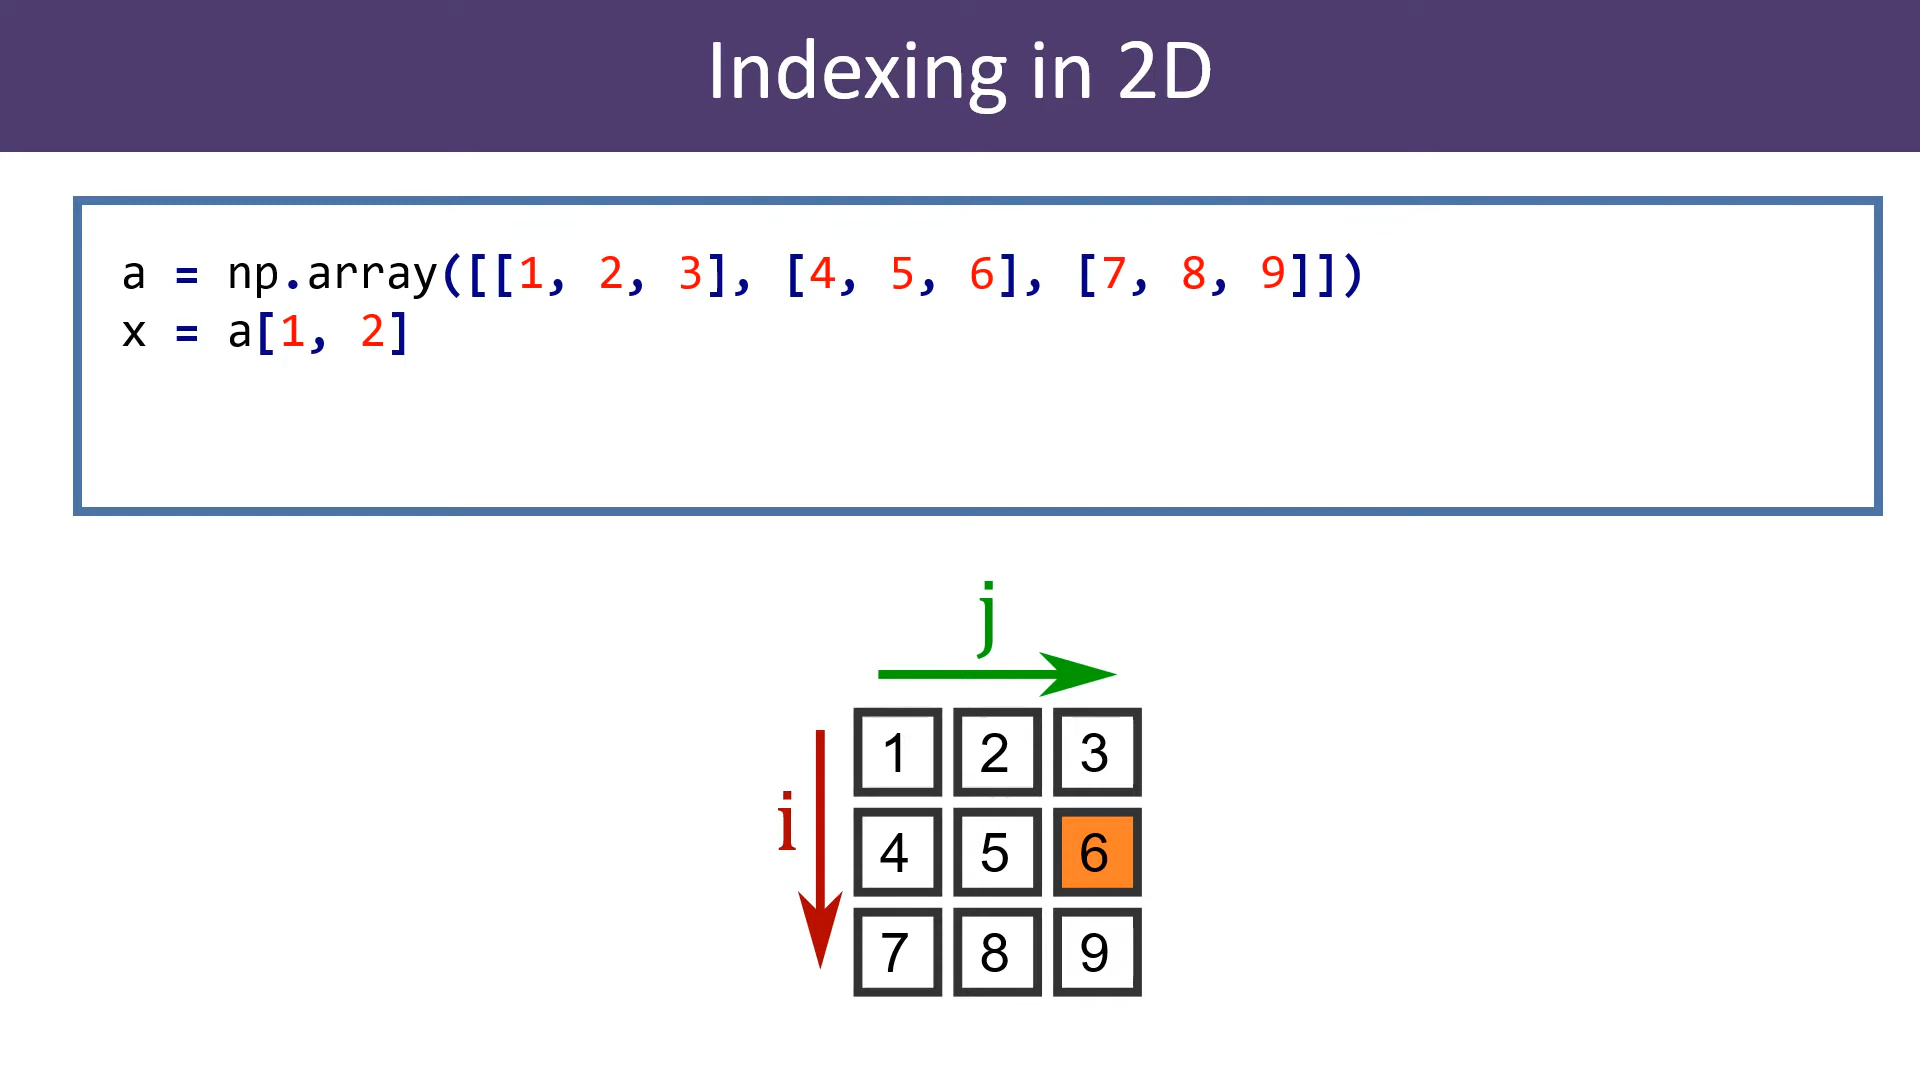 Indexing in 2D
a = np.array([[1, 2, 3], [4, 5, 6], [7, 8, 9]])
x = a[1, 2]
j
i
1 2 3
4 5 6
7 8 9